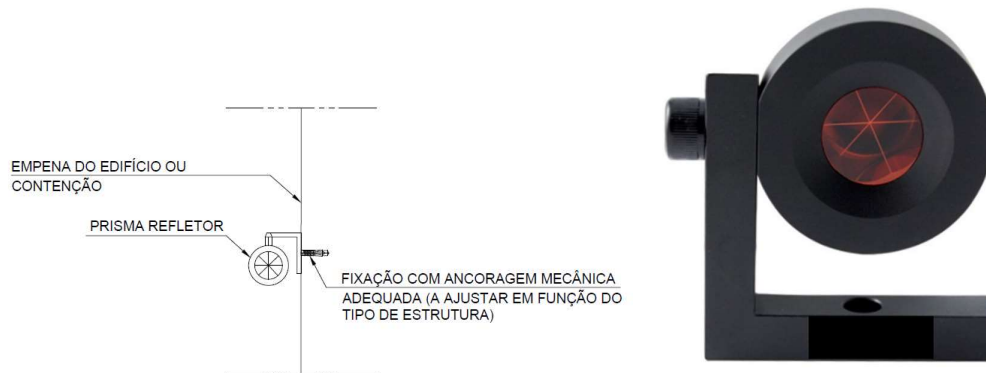 EMPENA DO EDIFÍCIO OU
CONTENÇÃO
PRISMA REFLETOR
FIXAÇÃO COM ANCORAGEM MECÂNICA
ADEQUADA (A AJUSTAR EM FUNÇÃO DO
TIPO DE ESTRUTURA)